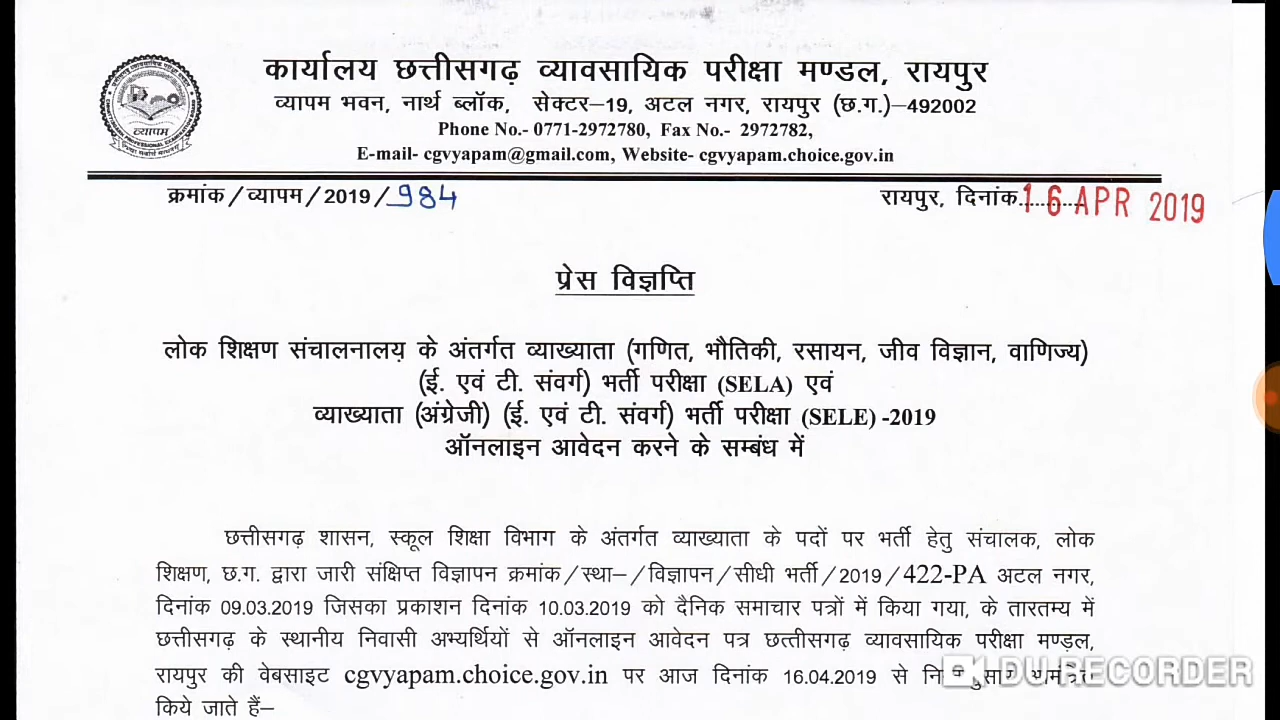 कार्यालय छत्तीसगढ़ व्यावसायिक परीक्षा मण्डल, रायपुर
व्यापम भवन, नार्थ ब्लॉक, सेक्टर–19, अटल नगर, रायपुर (छ.ग.)–492002
Phone No.- 0771-2972780, Fax No.- 2972782,
E-mail- cgvyapam@gmail.com, Website- cgvyapam.choice.gov.in
व्यापम
क्रमांक/व्यापम/2019/984
रायपुर, दिनांक 16 APR 2019
प्रेस विज्ञप्ति
लोक शिक्षण संचालनालय के अंतर्गत व्याख्याता (गणित, भौतिकी, रसायन, जीव विज्ञान, वाणिज्य)
(ई. एवं टी. संवर्ग) भर्ती परीक्षा (SELA) एवं
व्याख्याता (अंग्रेजी) (ई. एवं टी. संवर्ग) भर्ती परीक्षा (SELE) -2019
ऑनलाइन आवेदन करने के सम्बंध में
छत्तीसगढ़ शासन, स्कूल शिक्षा विभाग के अंतर्गत व्याख्याता के पदों पर भर्ती हेतु संचालक, लोक
शिक्षण, छ.ग. द्वारा जारी संक्षिप्त विज्ञापन क्रमांक/स्था–/विज्ञापन/सीधी भर्ती/2019/422-PA अटल नगर,
दिनांक 09.03.2019 जिसका प्रकाशन दिनांक 10.03.2019 को दैनिक समाचार पत्रों में किया गया, के तारतम्य में
छत्तीसगढ़ के स्थानीय निवासी अभ्यर्थियों से ऑनलाइन आवेदन पत्र छत्तीसगढ़ व्यावसायिक परीक्षा मण्डल,
रायपुर की वेबसाइट cgvyapam.choice.gov.in पर आज दिनांक 16.04.2019 से
किये जाते हैं–
DU RECORDER